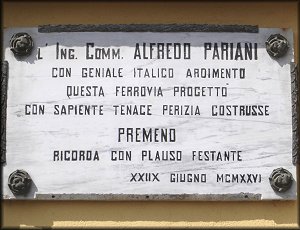 L' ING. COMM. ALFREDO PARIANI
CON GENIALE ITALICO ARDIMENTO
QUESTA FERROVIA PROGETTÒ
CON SAPIENTE TENACE PERIZIA COSTRUSSE
PREMENO
RICORDA CON PLAUSO FESTANTE
XXIIX GIUGNO MCMXXVI